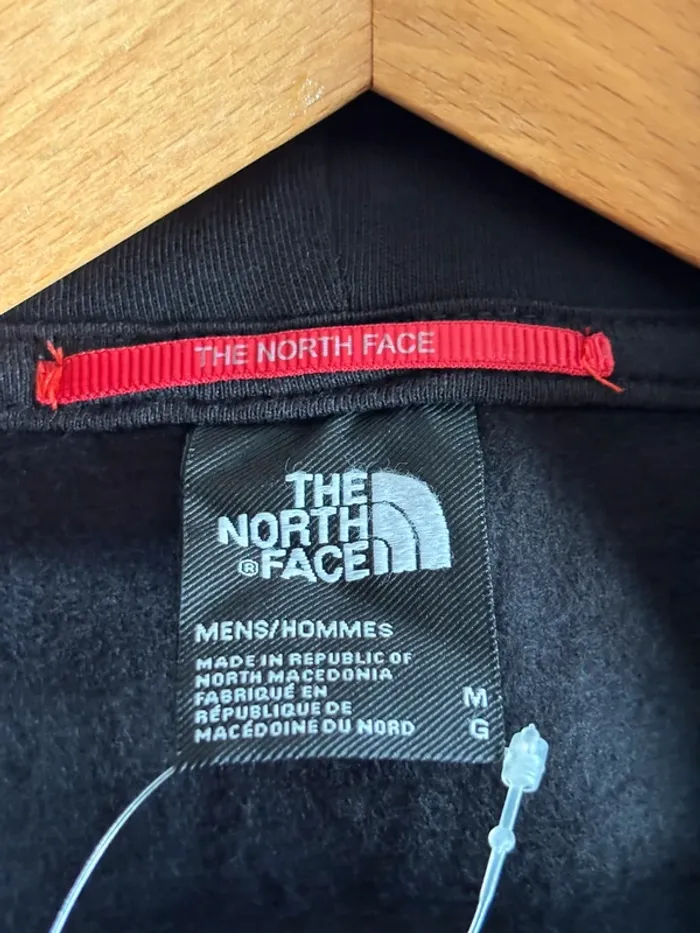 THE NORTH FACE
THE
NORTH
®FACE
MENS/HOMMES
MADE IN REPUBLIC OF
NORTH MACEDONIA
FABRIQUÉ EN
RÉPUBLIQUE DE
MACÉDOINE DU NORD
M
G